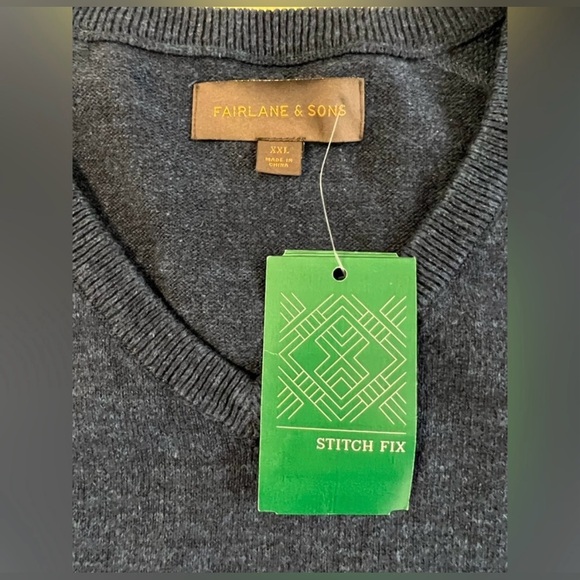 FAIRLANE & SONS
XXL
MADE IN
CHINA
STITCH FIX